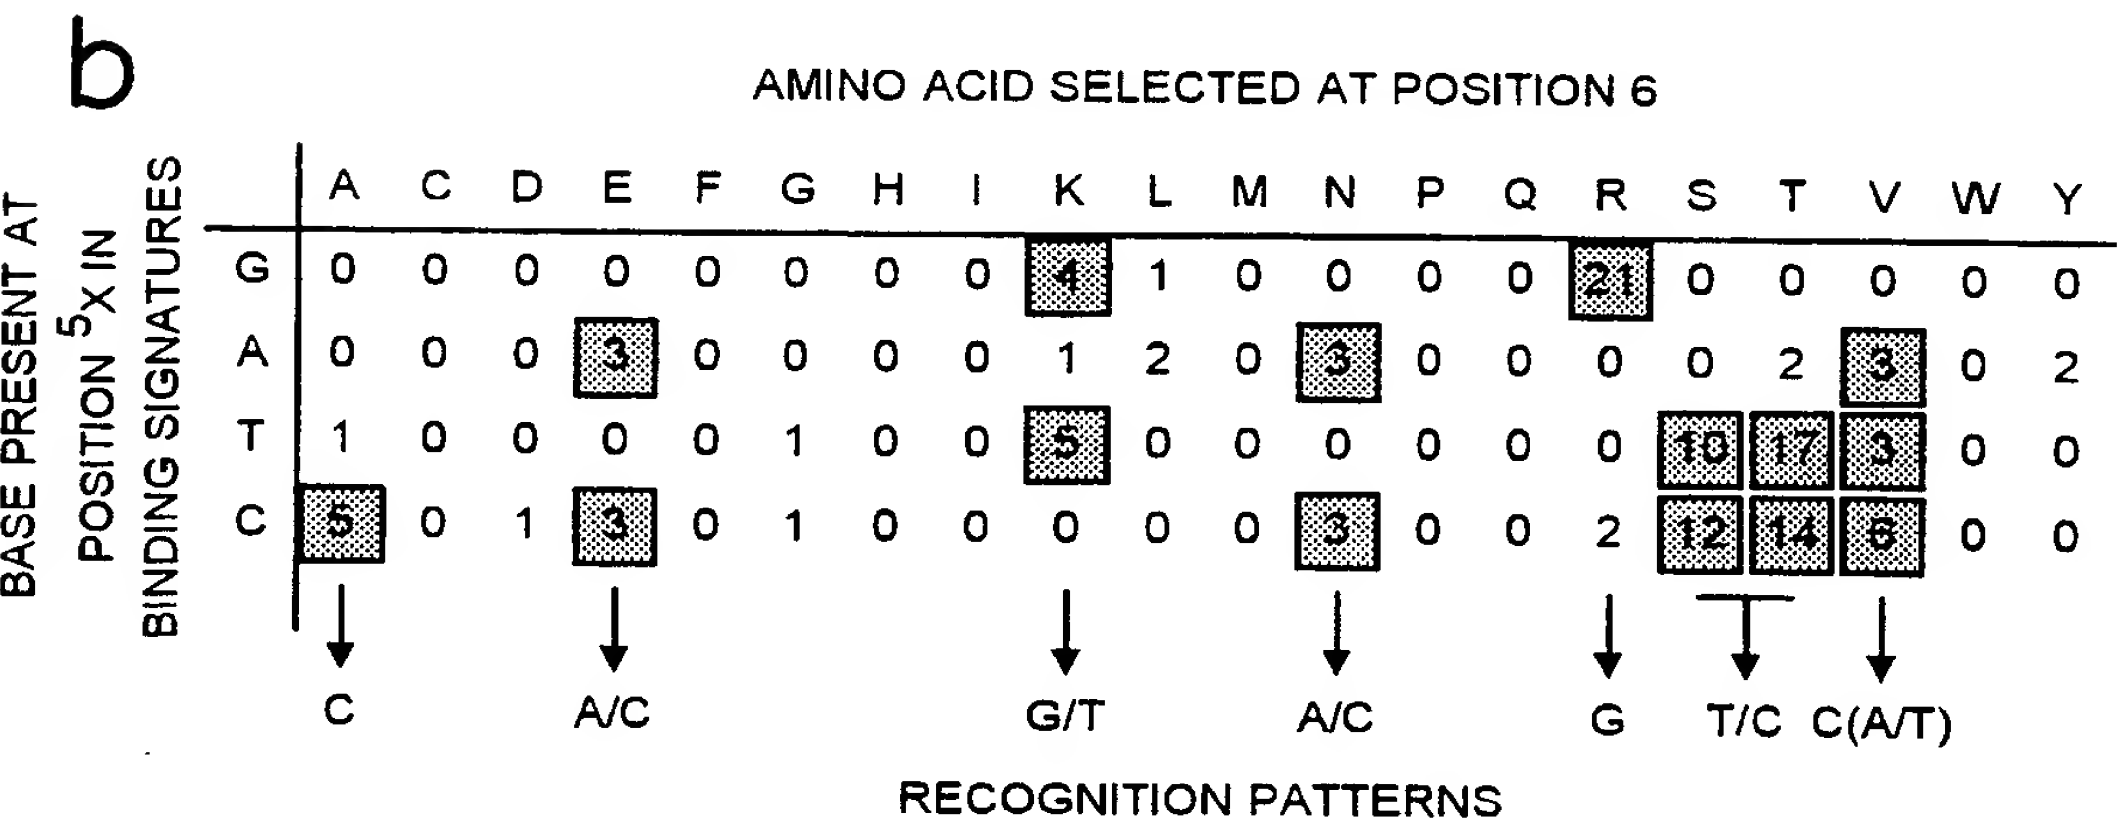 b
AMINO ACID SELECTED AT POSITION 6
BASE PRESENT AT
POSITION 5X IN
BINDING SIGNATURES
A C D E F G H I K L M N P Q R S T V W Y
G 0 0 0 0 0 0 0 0 4 1 0 0 0 0 21 0 0 0 0 0
A 0 0 0 3 0 0 0 0 1 2 0 3 0 0 0 0 2 3 0 2
T 1 0 0 0 0 1 0 0 5 0 0 0 0 0 0 10 17 3 0 0
C 5 0 1 3 0 1 0 0 0 0 0 3 0 0 2 12 14 6 0 0
C A/C G/T A/C G T/C C(A/T)
RECOGNITION PATTERNS